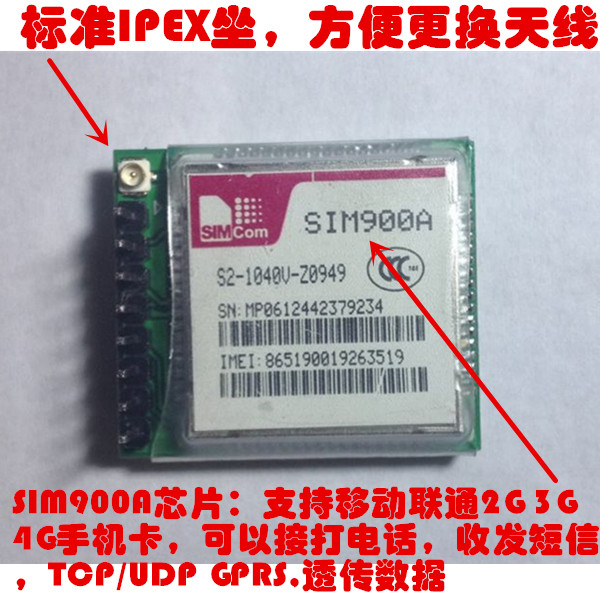 标准IPEX坐，方便更换天线
SIMCom
SIM900A
S2-1040V-Z0949
CCC
SN:MP0612442379234
IMEI:865190019263519
SIM900A芯片：支持移动联通2G 3G
4G手机卡，可以接打电话，收发短信
，TCP/UDP GPRS.透传数据